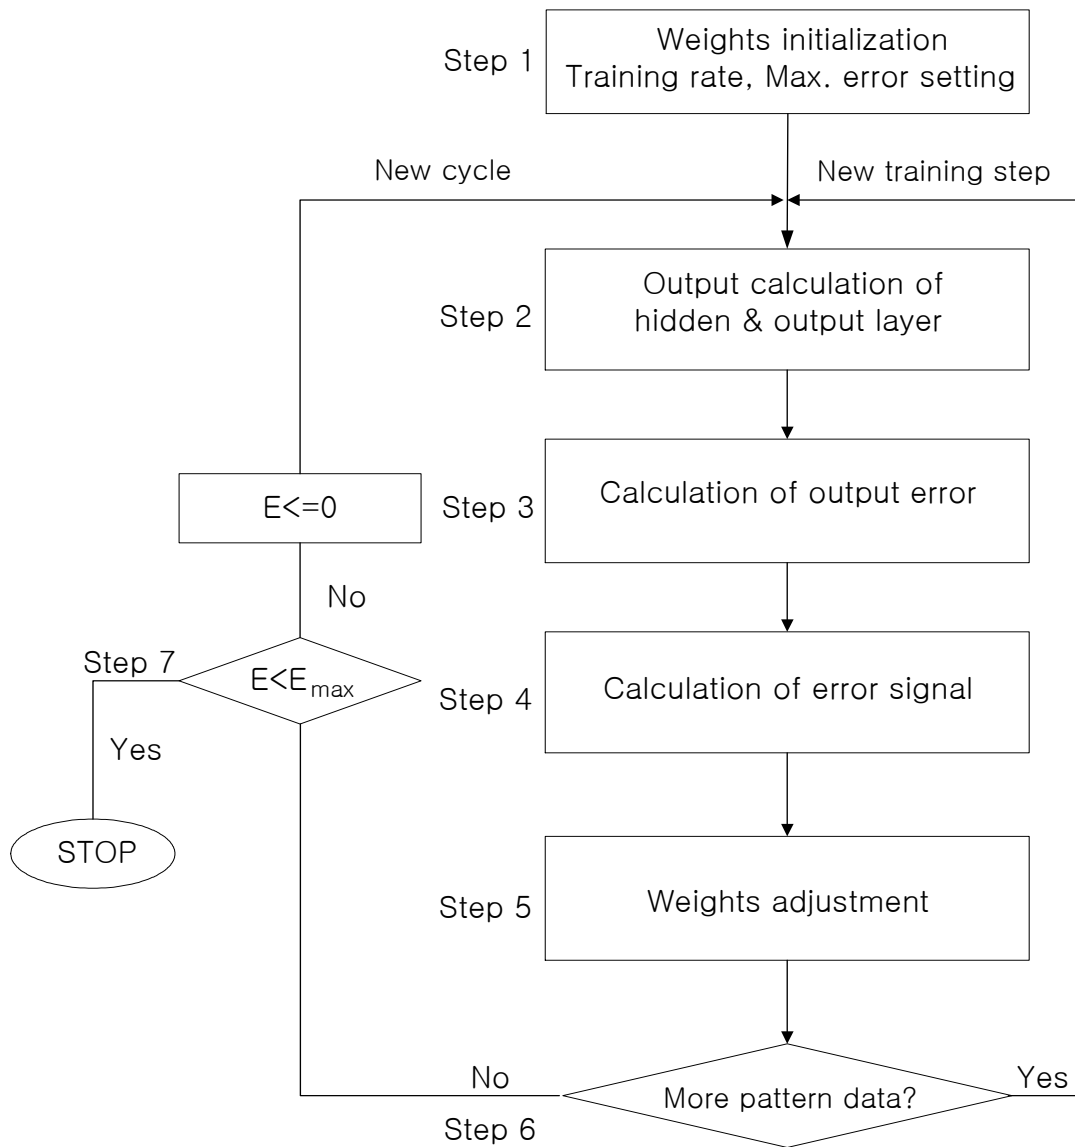 Step 1
Weights initialization
Training rate, Max. error setting
New cycle
New training step
Step 2
Output calculation of
hidden & output layer
E<=0
Step 3
Calculation of output error
No
Step 7
E<Emax
Step 4
Calculation of error signal
Yes
STOP
Step 5
Weights adjustment
No
More pattern data?
Yes
Step 6